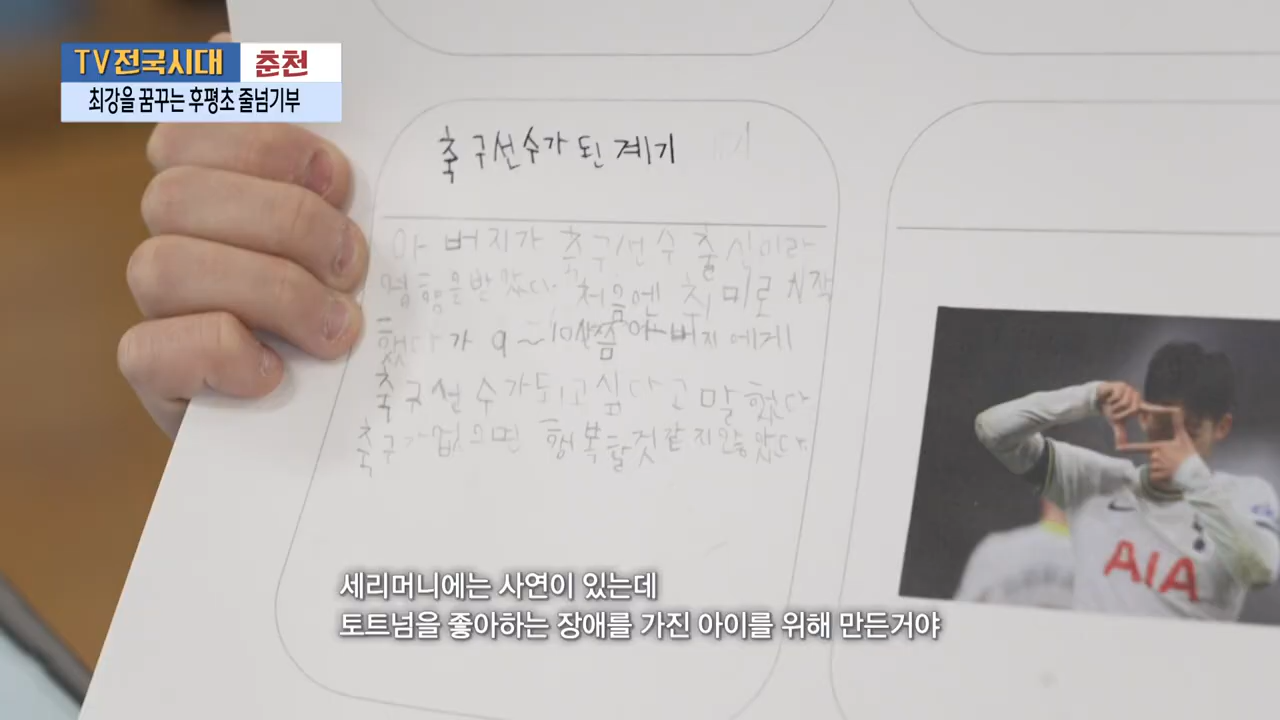 TV전국시대 춘천
최강을 꿈꾸는 후평초 줄넘기부
축구선수가 된 계기
아버지가 축구선수 출신이라
영향을 받았다. 처음엔 취미로 시작
했다가 9~10살쯤 아버지에게
축구선수가 되고 싶다고 말했다
축구가 없으면 행복할것 같지 않았다.
AIA
세리머니에는 사연이 있는데
토트넘을 좋아하는 장애를 가진 아이를 위해 만든거야